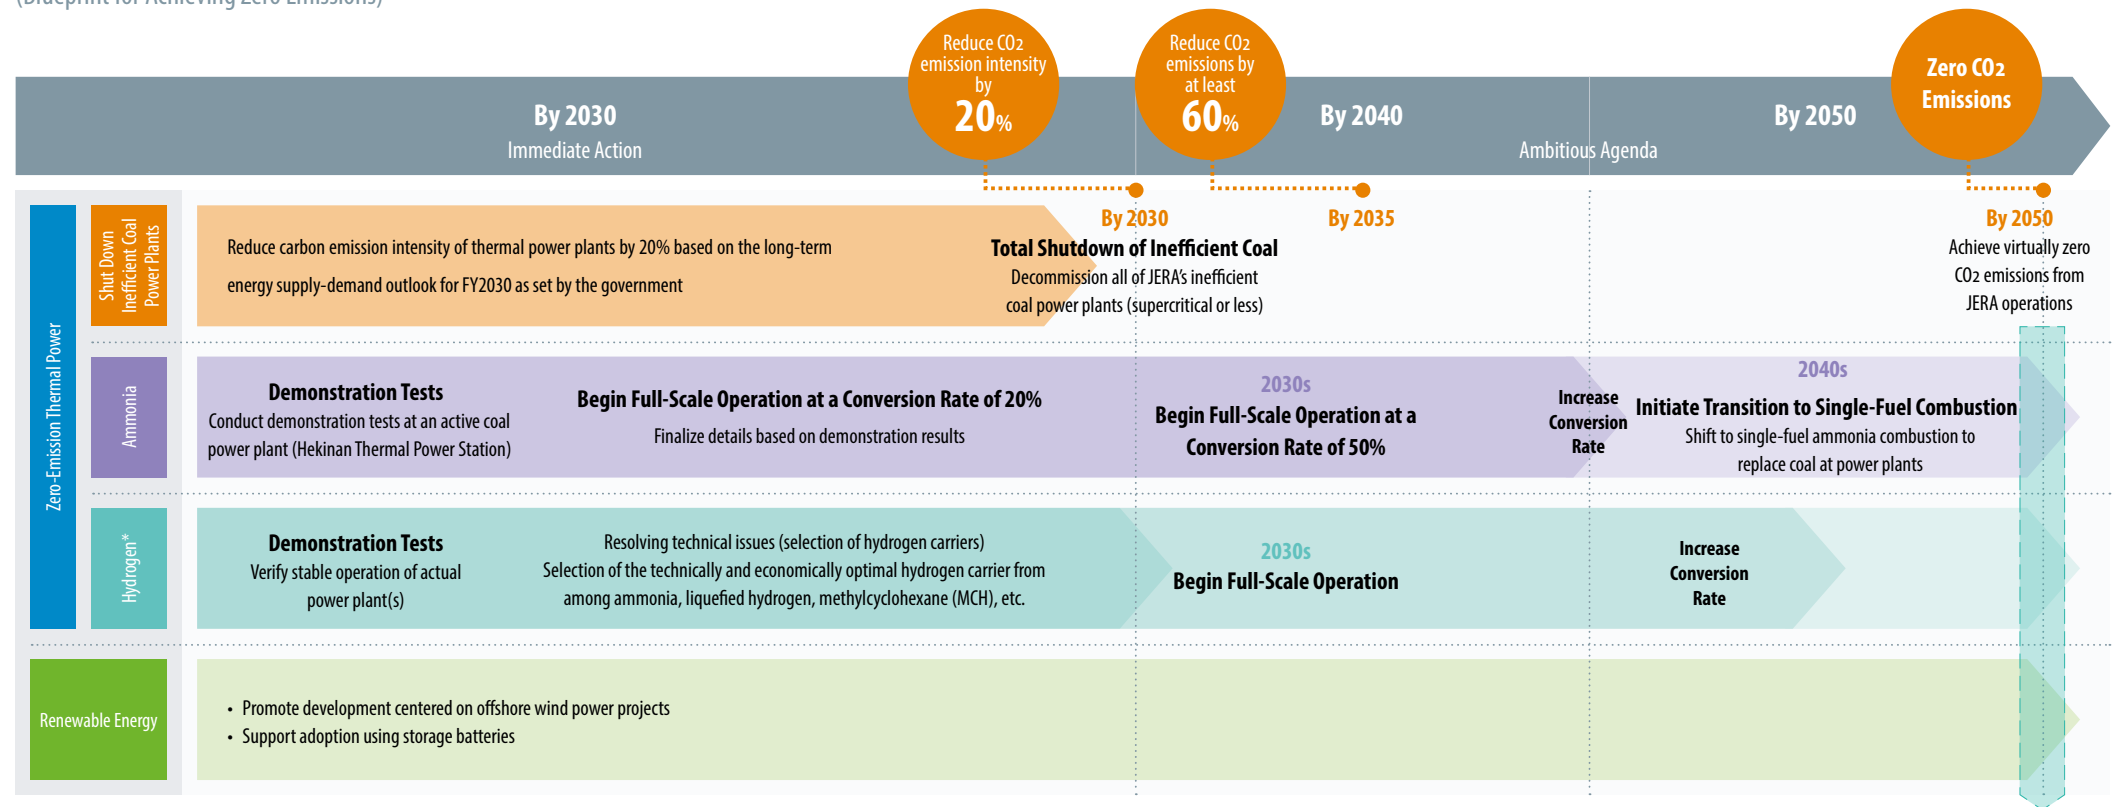 (Blueprint for Achieving Zero Emissions)
Reduce CO2
emission intensity
by
20%
Reduce CO2
emissions by
at least
60%
Zero CO2
Emissions
By 2030
Immediate Action
By 2040
Ambitious Agenda
By 2050
By 2030
By 2035
By 2050
Zero-Emission Thermal Power
Shut Down
Inefficient Coal
Power Plants
Reduce carbon emission intensity of thermal power plants by 20% based on the long-term
energy supply-demand outlook for FY2030 as set by the government
Total Shutdown of Inefficient Coal
Decommission all of JERA's inefficient
coal power plants (supercritical or less)
Achieve virtually zero
CO2 emissions from
JERA operations
Ammonia
Demonstration Tests
Conduct demonstration tests at an active coal
power plant (Hekinan Thermal Power Station)
Begin Full-Scale Operation at a Conversion Rate of 20%
Finalize details based on demonstration results
2030s
Begin Full-Scale Operation at a
Conversion Rate of 50%
Increase
Conversion
Rate
2040s
Initiate Transition to Single-Fuel Combustion
Shift to single-fuel ammonia combustion to
replace coal at power plants
Hydrogen*
Demonstration Tests
Verify stable operation of actual
power plant(s)
Resolving technical issues (selection of hydrogen carriers)
Selection of the technically and economically optimal hydrogen carrier from
among ammonia, liquefied hydrogen, methylcyclohexane (MCH), etc.
2030s
Begin Full-Scale Operation
Increase
Conversion
Rate
Renewable Energy
• Promote development centered on offshore wind power projects
• Support adoption using storage batteries